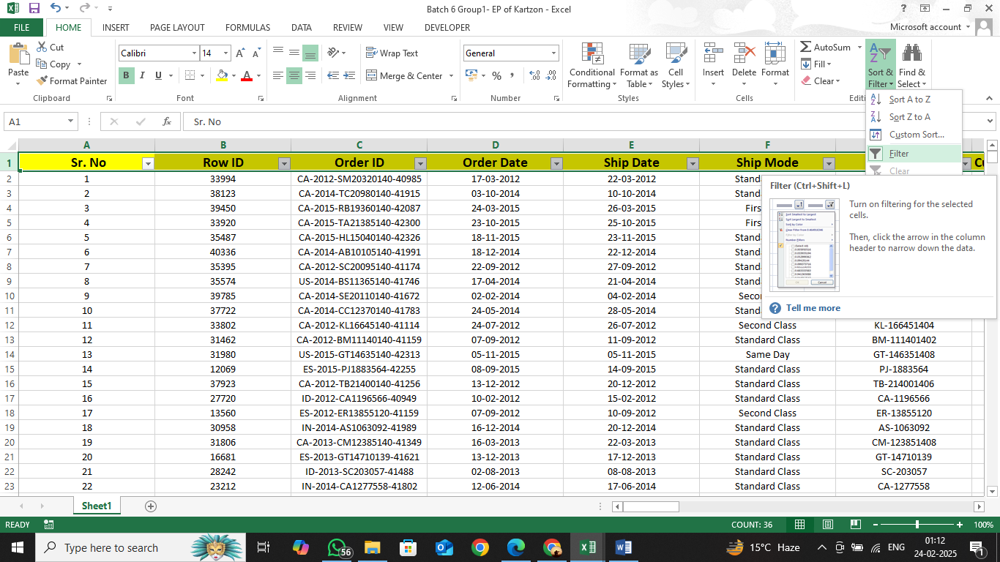 Batch 6 Group1- EP of Kartzon - Excel
FILE HOME INSERT PAGE LAYOUT FORMULAS DATA REVIEW VIEW DEVELOPER Microsoft account
Paste
Cut
Copy
Format Painter
Clipboard
Calibri 14
B I U
Font
Wrap Text
Merge & Center
Alignment
General
Number
Conditional Formatting
Format as Table
Cell Styles
Styles
Insert
Delete
Format
Cells
AutoSum
Fill
Clear
Sort & Filter
Find & Select
Sort A to Z
Sort Z to A
Custom Sort...
Filter
Clear
A1 fx Sr. No
A B C D E F
1 Sr. No Row ID Order ID Order Date Ship Date Ship Mode
2 1 33994 CA-2012-SM20320140-40985 17-03-2012 22-03-2012
3 2 38123 CA-2014-TC20980140-41915 03-10-2014 10-10-2014
4 3 39450 CA-2015-RB19360140-42087 24-03-2015 26-03-2015
5 4 33920 CA-2015-TA21385140-42300 23-10-2015 25-10-2015
6 5 35487 CA-2015-HL15040140-42326 18-11-2015 23-11-2015
7 6 40336 CA-2014-AB10105140-41991 18-12-2014 22-12-2014
8 7 35395 CA-2012-SC20095140-41174 22-09-2012 27-09-2012
9 8 35574 US-2014-BS11365140-41746 17-04-2014 21-04-2014
10 9 39785 CA-2014-SE20110140-41672 02-02-2014 04-02-2014
11 10 37722 CA-2014-CC12370140-41783 24-05-2014 28-05-2014
12 11 33802 CA-2012-KL16645140-41114 24-07-2012 26-07-2012 Second Class KL-166451404
13 12 31462 CA-2012-BM11140140-41159 07-09-2012 11-09-2012 Standard Class BM-111401402
14 13 31980 US-2015-GT14635140-42313 05-11-2015 05-11-2015 Same Day GT-146351408
15 14 12069 ES-2015-PJ1883564-42255 08-09-2015 14-09-2015 Standard Class PJ-1883564
16 15 37923 CA-2012-TB21400140-41256 13-12-2012 20-12-2012 Standard Class TB-214001406
17 16 27720 ID-2012-CA1196566-40949 10-02-2012 15-02-2012 Standard Class CA-1196566
18 17 13560 ES-2012-ER13855120-41159 07-09-2012 10-09-2012 Second Class ER-13855120
19 18 30958 IN-2014-AS1063092-41989 16-12-2014 20-12-2014 Standard Class AS-1063092
20 19 31806 CA-2013-CM12385140-41349 16-03-2013 22-03-2013 Standard Class CM-123851408
21 20 16681 ES-2013-GT14710139-41621 13-12-2013 17-12-2013 Standard Class GT-14710139
22 21 28242 ID-2013-SC203057-41488 02-08-2013 08-08-2013 Standard Class SC-203057
23 22 23212 IN-2014-CA1277558-41802 12-06-2014 17-06-2014 Standard Class CA-1277558
Filter (Ctrl+Shift+L)
Turn on filtering for the selected
cells.
Then, click the arrow in the column
header to narrow down the data.
Tell me more
Sheet1
READY COUNT: 36 100%
Type here to search 56 15°C Haze ENG 01:12
24-02-2025 1